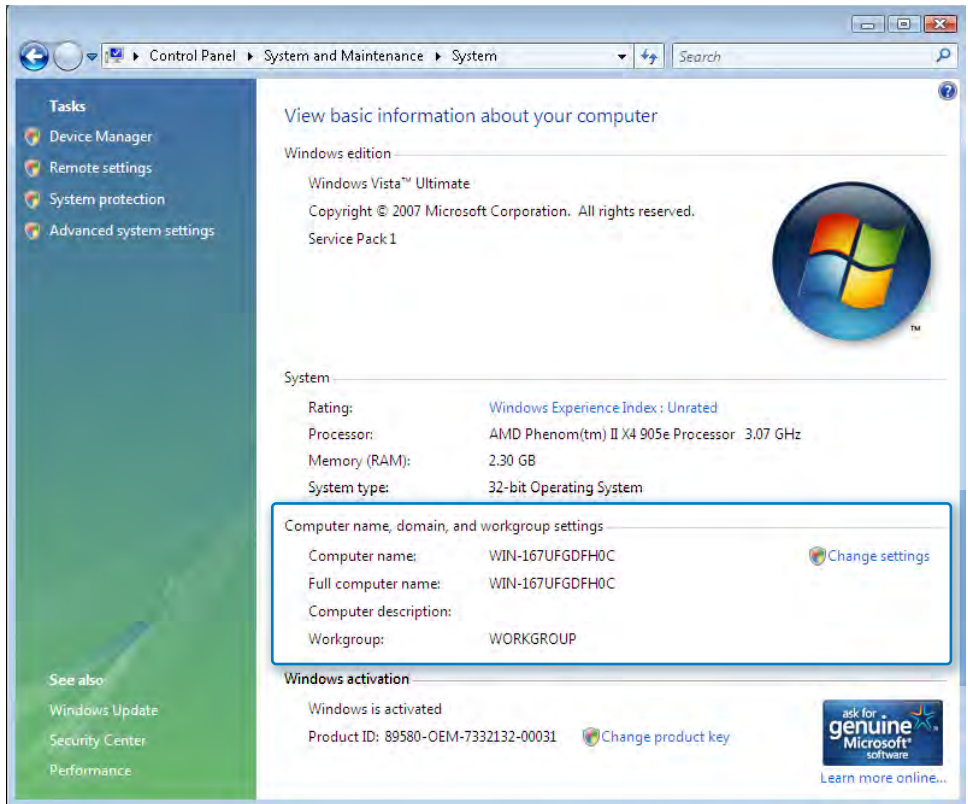 Control Panel ▸ System and Maintenance ▸ System
Search
Tasks
Device Manager
Remote settings
System protection
Advanced system settings
See also
Windows Update
Security Center
Performance
View basic information about your computer
Windows edition
Windows Vista™ Ultimate
Copyright © 2007 Microsoft Corporation. All rights reserved.
Service Pack 1
TM
System
Rating: Windows Experience Index : Unrated
Processor: AMD Phenom(tm) II X4 905e Processor 3.07 GHz
Memory (RAM): 2.30 GB
System type: 32-bit Operating System
Computer name, domain, and workgroup settings
Computer name: WIN-167UFGDFH0C Change settings
Full computer name: WIN-167UFGDFH0C
Computer description:
Workgroup: WORKGROUP
Windows activation
Windows is activated
Product ID: 89580-OEM-7332132-00031 Change product key
ask for
genuine
Microsoft®
software
Learn more online...